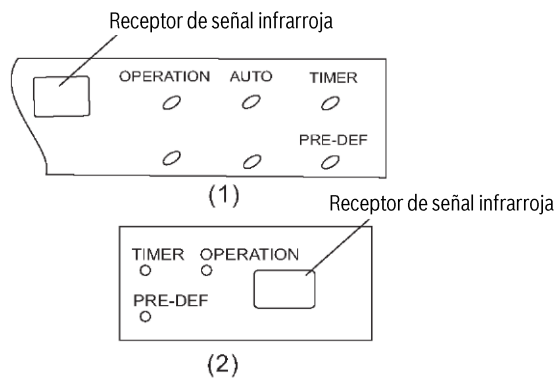 Receptor de señal infrarroja
OPERATION AUTO TIMER
PRE-DEF
(1)
Receptor de señal infrarroja
TIMER OPERATION
PRE-DEF
(2)